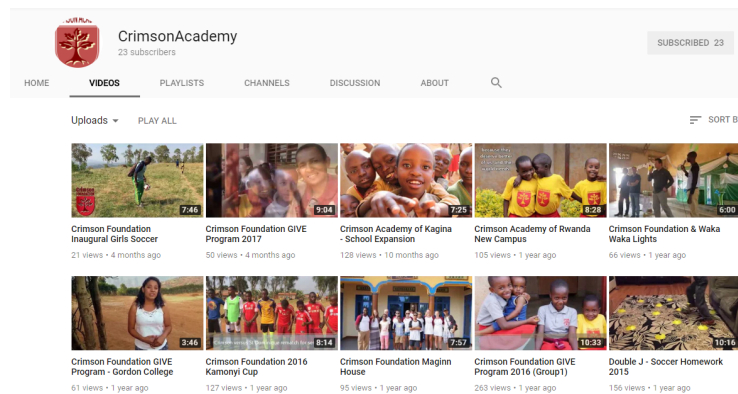 CrimsonAcademy
23 subscribers
SUBSCRIBED 23
HOME VIDEOS PLAYLISTS CHANNELS DISCUSSION ABOUT
Uploads PLAY ALL SORT B
7:46 9:04 7:25 8:28 6:00
Crimson Foundation
Inaugural Girls Soccer
21 views • 4 months ago
Crimson Foundation GIVE
Program 2017
50 views • 4 months ago
Crimson Academy of Kagina
- School Expansion
128 views • 10 months ago
Crimson Academy of Rwanda
New Campus
105 views • 1 year ago
Crimson Foundation & Waka
Waka Lights
66 views • 1 year ago
3:46 8:14 7:57 10:33 10:16
Crimson Foundation GIVE
Program - Gordon College
61 views • 1 year ago
Crimson Foundation 2016
Kamonyi Cup
127 views • 1 year ago
Crimson Foundation Maginn
House
95 views • 1 year ago
Crimson Foundation GIVE
Program 2016 (Group1)
263 views • 1 year ago
Double J - Soccer Homework
2015
156 views • 1 year ago